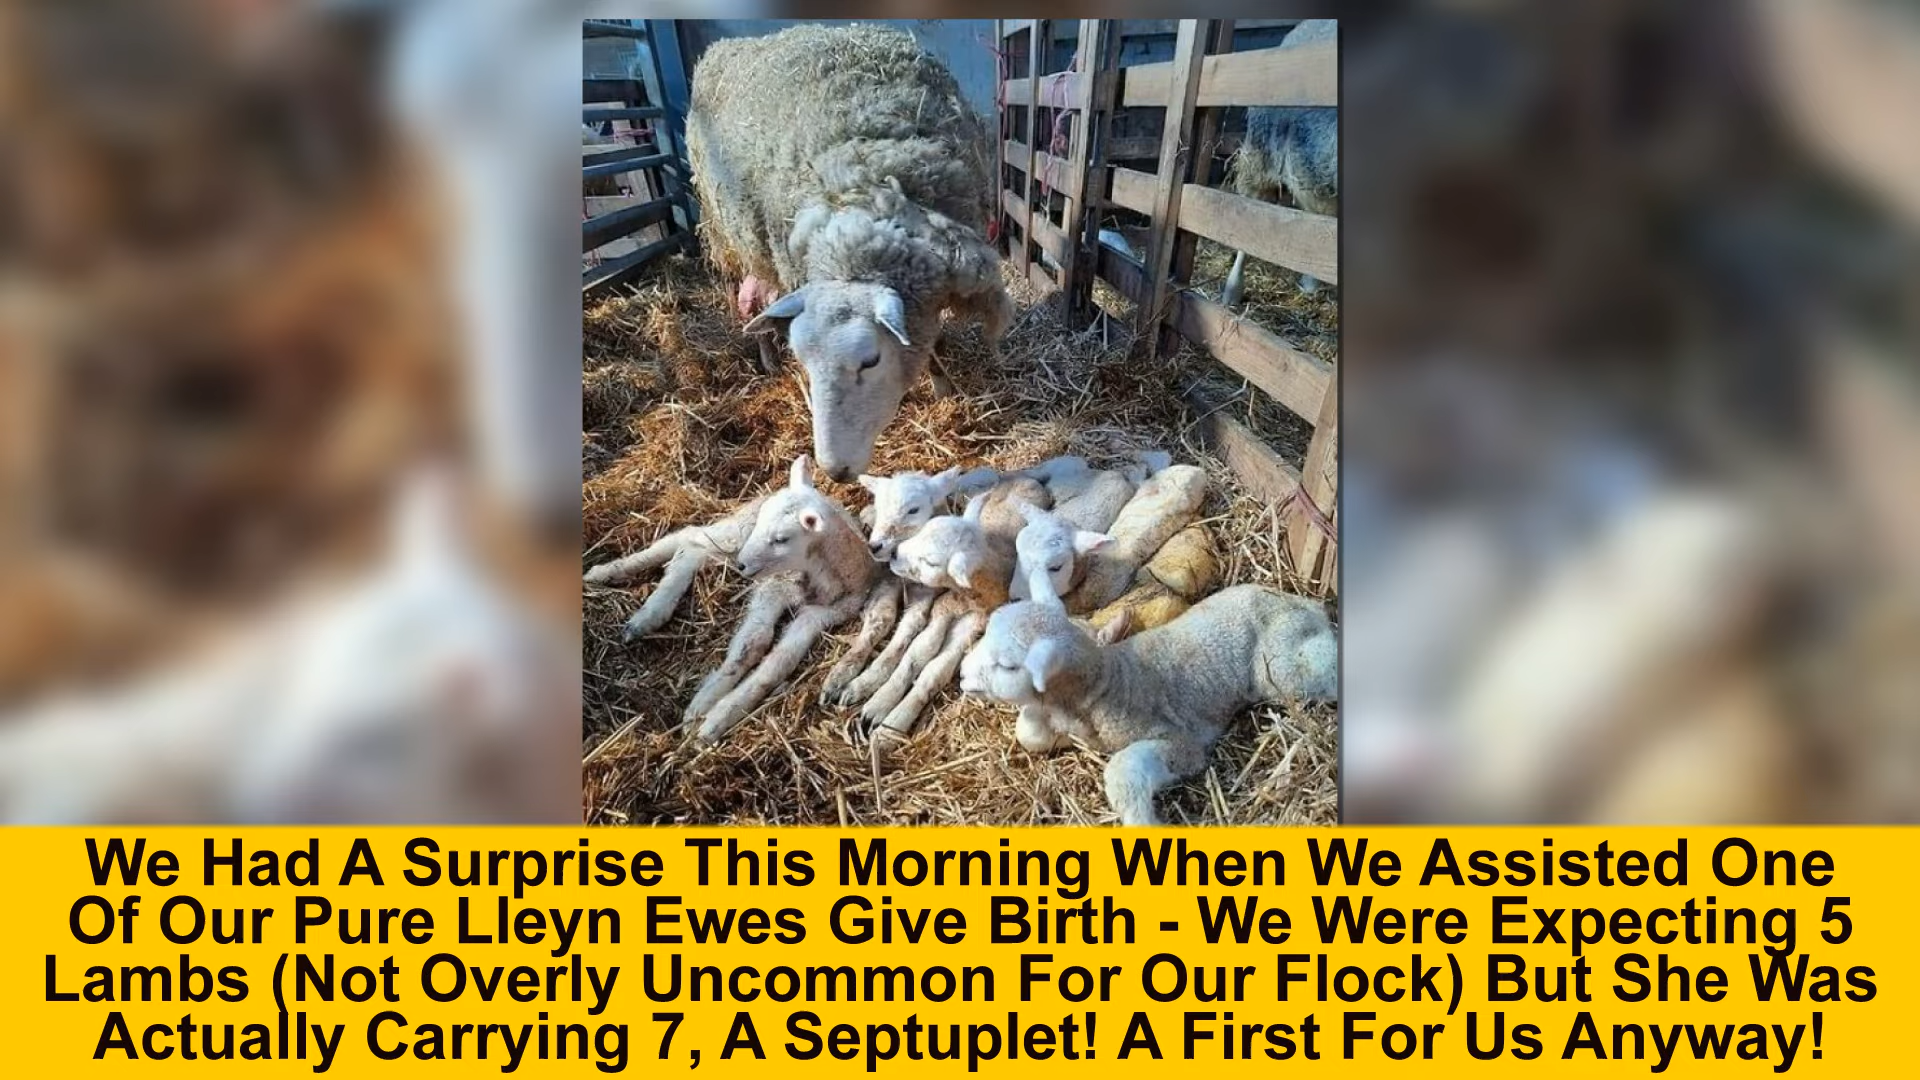 We Had A Surprise This Morning When We Assisted One
Of Our Pure Lleyn Ewes Give Birth - We Were Expecting 5
Lambs (Not Overly Uncommon For Our Flock) But She Was
Actually Carrying 7, A Septuplet! A First For Us Anyway!